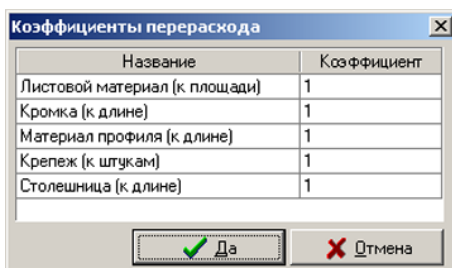 Коэффициенты перерасхода
Название Коэффициент
Листовой материал (к площади) 1
Кромка (к длине) 1
Материал профиля (к длине) 1
Крепеж (к штукам) 1
Столешница (к длине) 1
Да Отмена